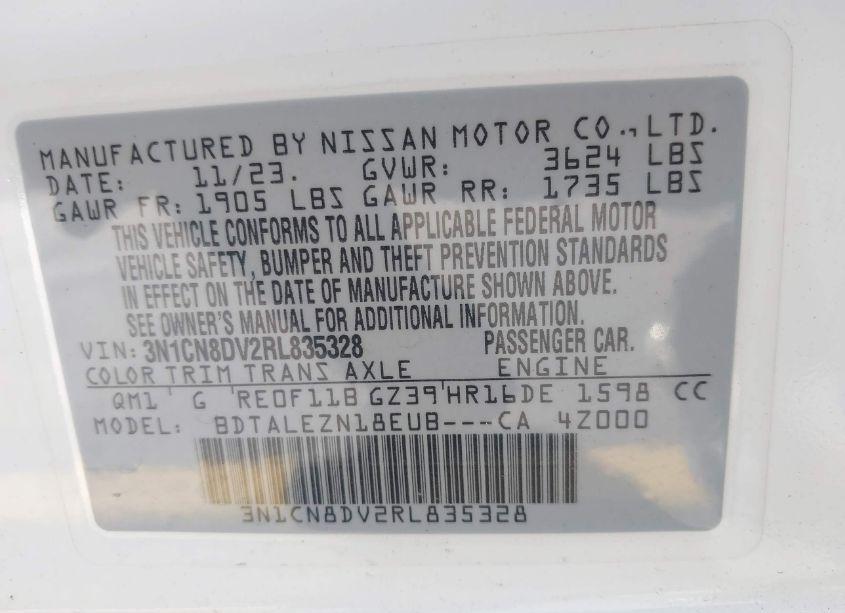 MANUFACTURED BY NISSAN MOTOR CO., LTD.
DATE: 11/23. GVWR: 3624 LBS
GAWR FR: 1905 LBS GAWR RR: 1735 LBS
THIS VEHICLE CONFORMS TO ALL APPLICABLE FEDERAL MOTOR
VEHICLE SAFETY, BUMPER AND THEFT PREVENTION STANDARDS
IN EFFECT ON THE DATE OF MANUFACTURE SHOWN ABOVE.
SEE OWNER'S MANUAL FOR ADDITIONAL INFORMATION.
VIN: 3N1CN8DV2RL835328 PASSENGER CAR.
COLOR TRIM TRANS AXLE ENGINE
QM1 G RE0F11B GZ39 HR16DE 1598 CC
MODEL: BDTALEZN18EUB---CA 4Z000
3N1CN8DV2RL835328